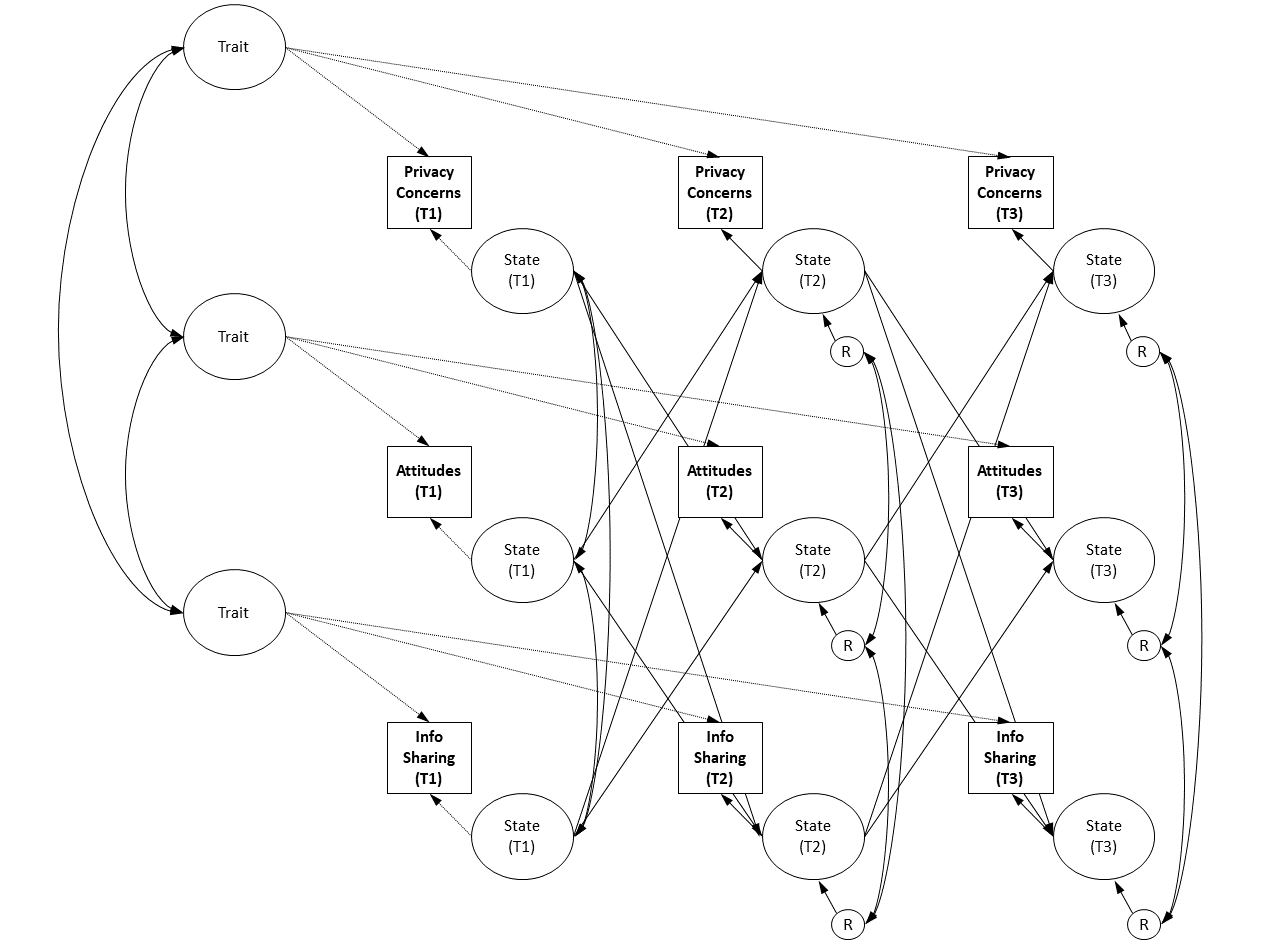 Trait
Privacy
Concerns
(T1)
Privacy
Concerns
(T2)
Privacy
Concerns
(T3)
State
(T1)
State
(T2)
State
(T3)
Trait
R
R
Attitudes
(T1)
Attitudes
(T2)
Attitudes
(T3)
State
(T1)
State
(T2)
State
(T3)
Trait
R
R
Info
Sharing
(T1)
Info
Sharing
(T2)
Info
Sharing
(T3)
State
(T1)
State
(T2)
State
(T3)
R
R